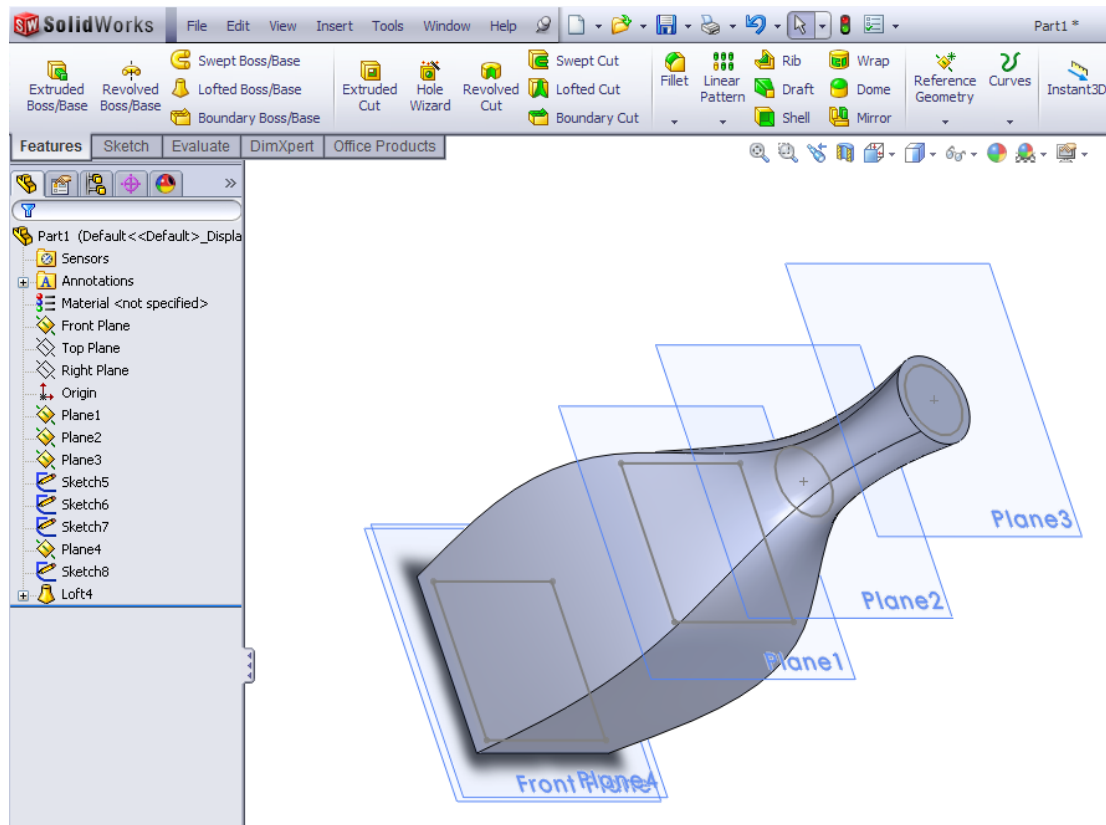 SW SolidWorks File Edit View Insert Tools Window Help Part1 *
Extruded Boss/Base
Revolved Boss/Base
Swept Boss/Base
Lofted Boss/Base
Boundary Boss/Base
Extruded Cut
Hole Wizard
Revolved Cut
Swept Cut
Lofted Cut
Boundary Cut
Fillet
Linear Pattern
Rib
Draft
Shell
Wrap
Dome
Mirror
Reference Geometry
Curves
Instant3D
Features Sketch Evaluate DimXpert Office Products
Part1 (Default<<Default>_Displa
Sensors
A Annotations
Material <not specified>
Front Plane
Top Plane
Right Plane
Origin
Plane1
Plane2
Plane3
Sketch5
Sketch6
Sketch7
Plane4
Sketch8
Loft4
Plane3
Plane2
Plane1
Front Plane
Plane4